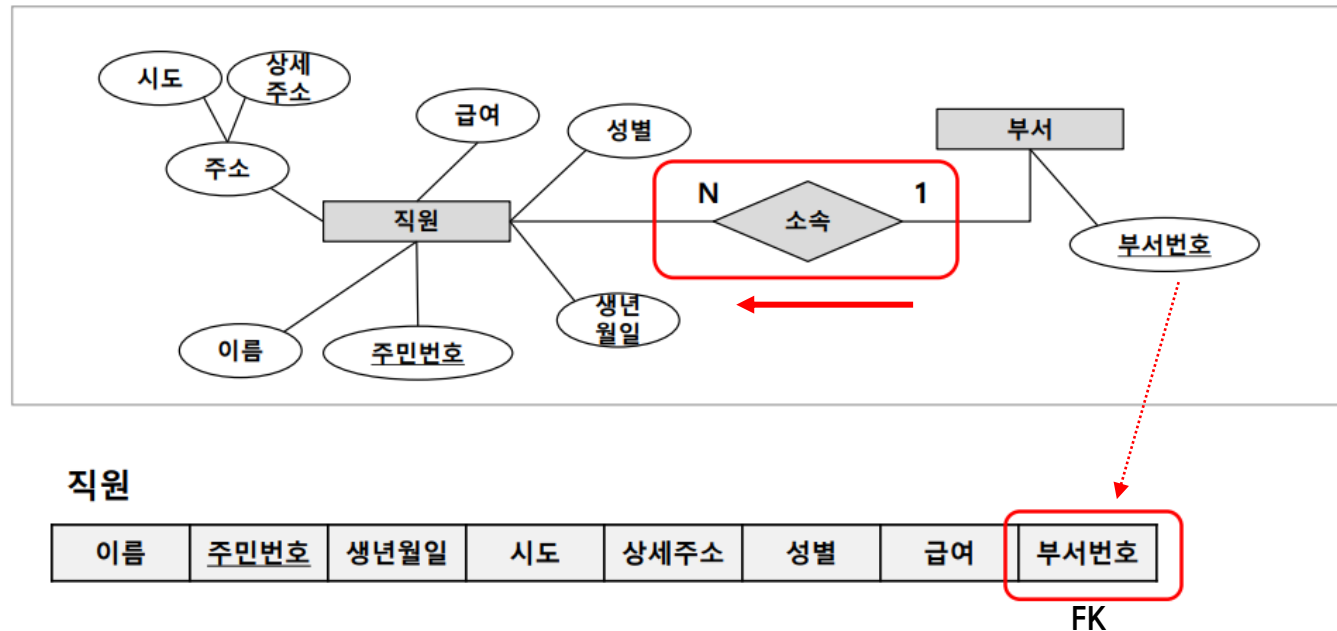 시도
상세
주소
급여
성별
부서
주소
N
1
직원
소속
부서번호
생년
월일
이름
주민번호
직원
이름 주민번호 생년월일 시도 상세주소 성별 급여 부서번호
FK